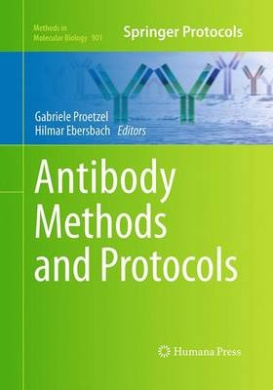 Methods in
Molecular Biology 901
Springer Protocols
Gabriele Proetzel
Hilmar Ebersbach Editors
Antibody
Methods
and Protocols
Humana Press